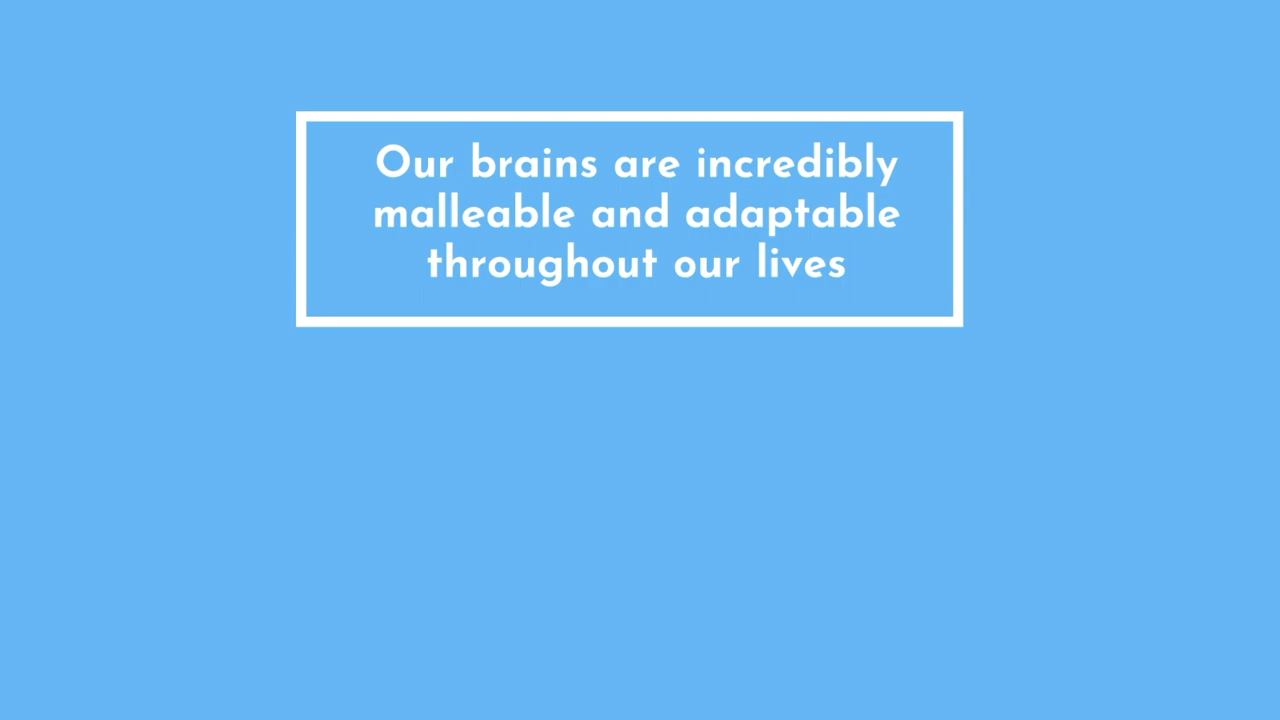 Our brains are incredibly
malleable and adaptable
throughout our lives